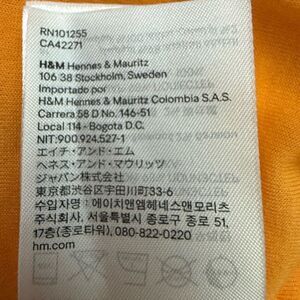 RN101255
CA42271
H&M Hennes & Mauritz
106 38 Stockholm, Sweden
Importado por
H&M Hennes & Mauritz Colombia S.A.S.
Carrera 58 D No. 146-51
Local 114 - Bogota D.C.
NIT:900.924.527-1
エイチ・アンド・エム
ヘネス・アンド・マウリッツ
ジャパン株式会社
東京都渋谷区宇田川町33-6
수입자명 : 에이치앤엠헤네스앤모리츠
주식회사, 서울특별시 종로구 종로 51,
17층(종로타워), 080-822-0220
hm.com